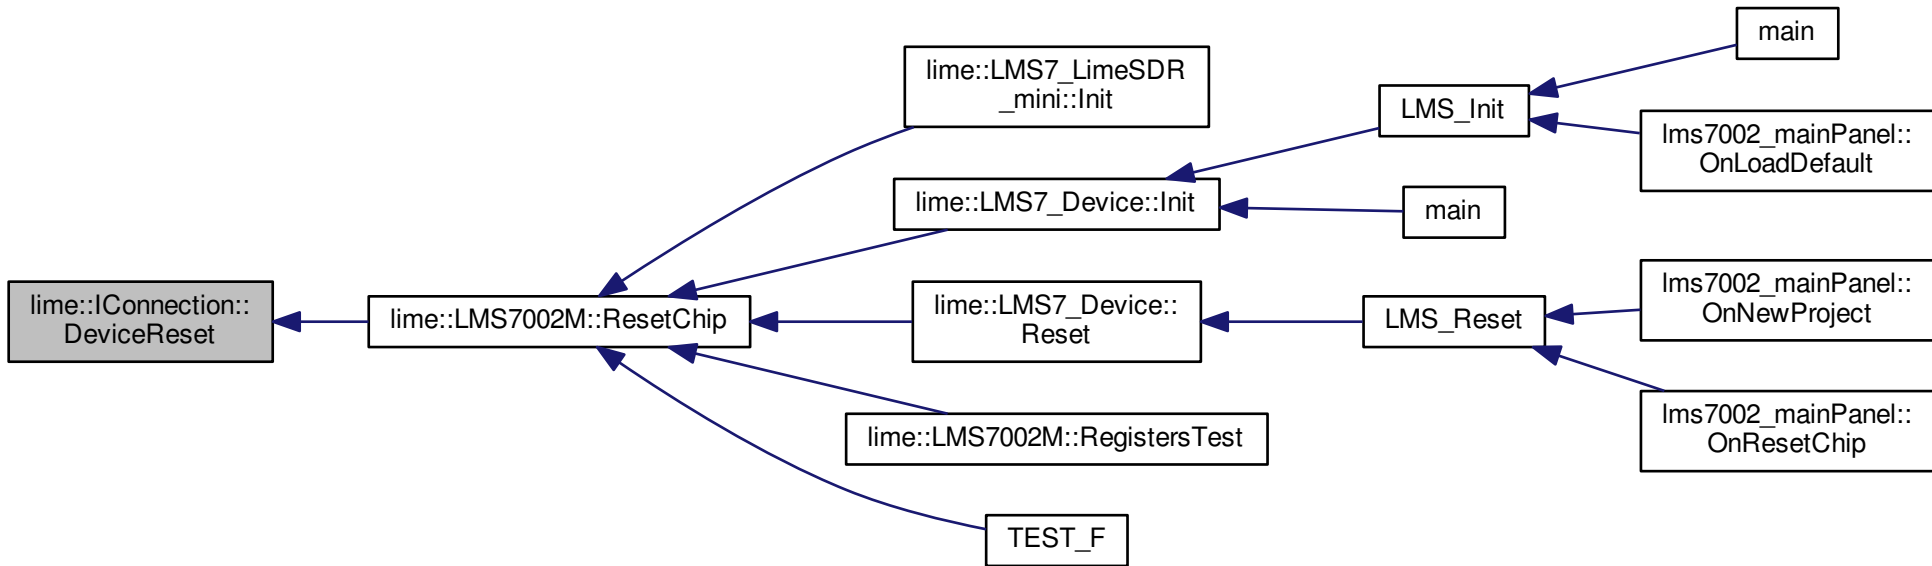 lime::IConnection::
DeviceReset
lime::LMS7002M::ResetChip
lime::LMS7_LimeSDR
_mini::Init
lime::LMS7_Device::Init
lime::LMS7_Device::
Reset
lime::LMS7002M::RegistersTest
TEST_F
LMS_Init
main
LMS_Reset
main
lms7002_mainPanel::
OnLoadDefault
lms7002_mainPanel::
OnNewProject
lms7002_mainPanel::
OnResetChip